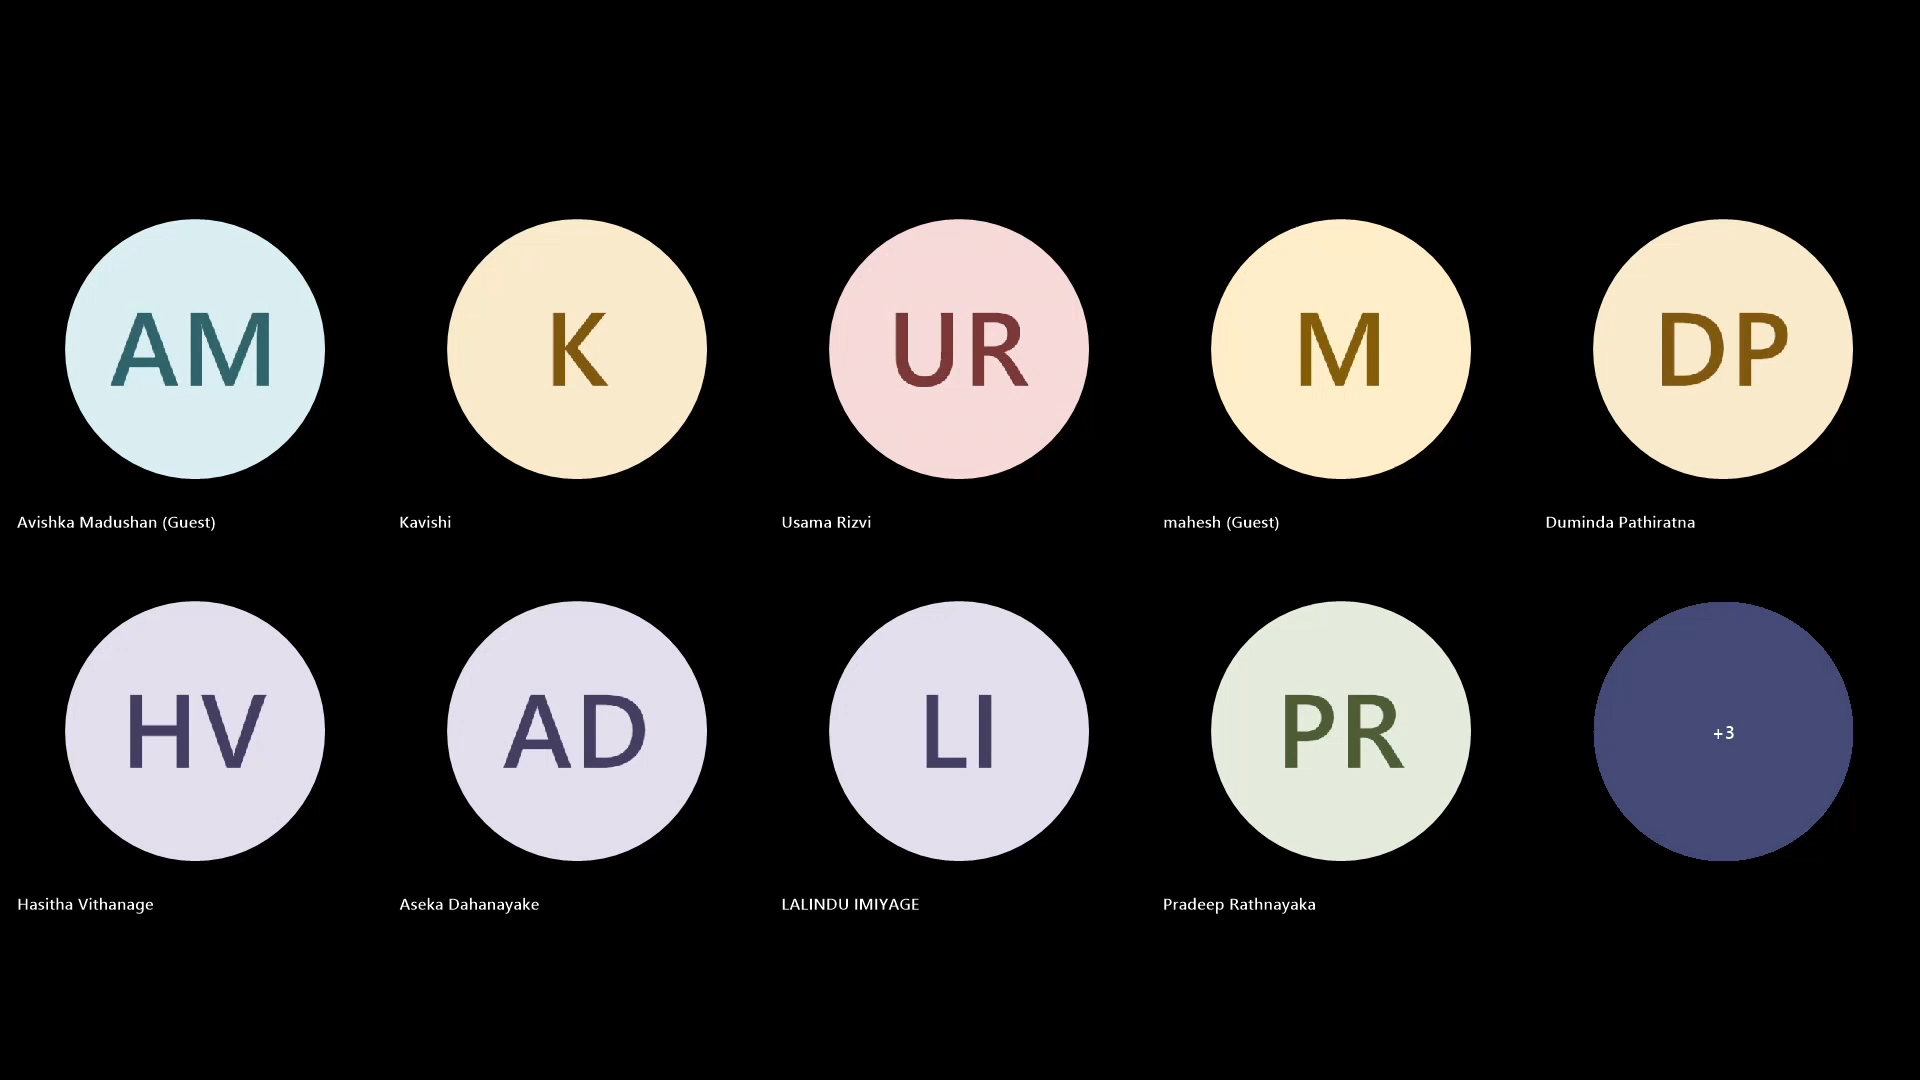 AM
K
UR
M
DP
Avishka Madushan (Guest)
Kavishi
Usama Rizvi
mahesh (Guest)
Duminda Pathiratna
HV
AD
LI
PR
+3
Hasitha Vithanage
Aseka Dahanayake
LALINDU IMIYAGE
Pradeep Rathnayaka